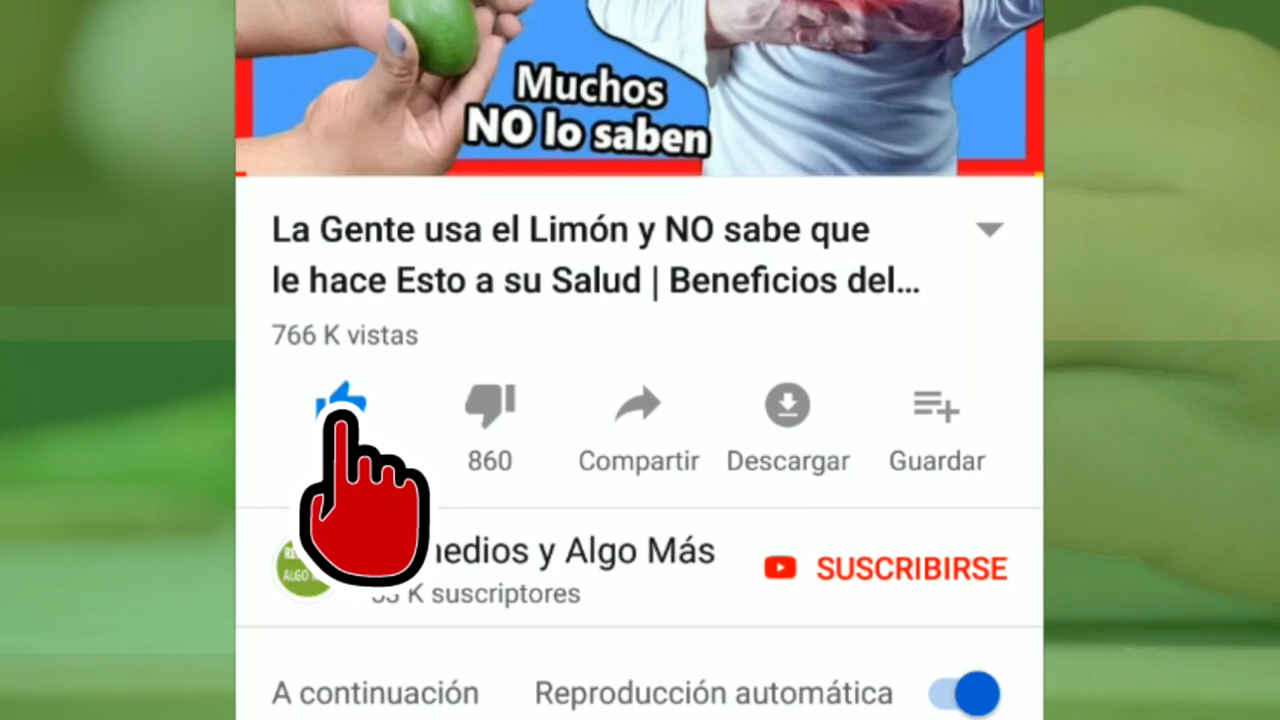 Muchos
NO lo saben
La Gente usa el Limón y NO sabe que
le hace Esto a su Salud | Beneficios del...
766 K vistas
860
Compartir
Descargar
Guardar
y Algo Más
SUSCRIBIRSE
K suscriptores
A continuación
Reproducción automática